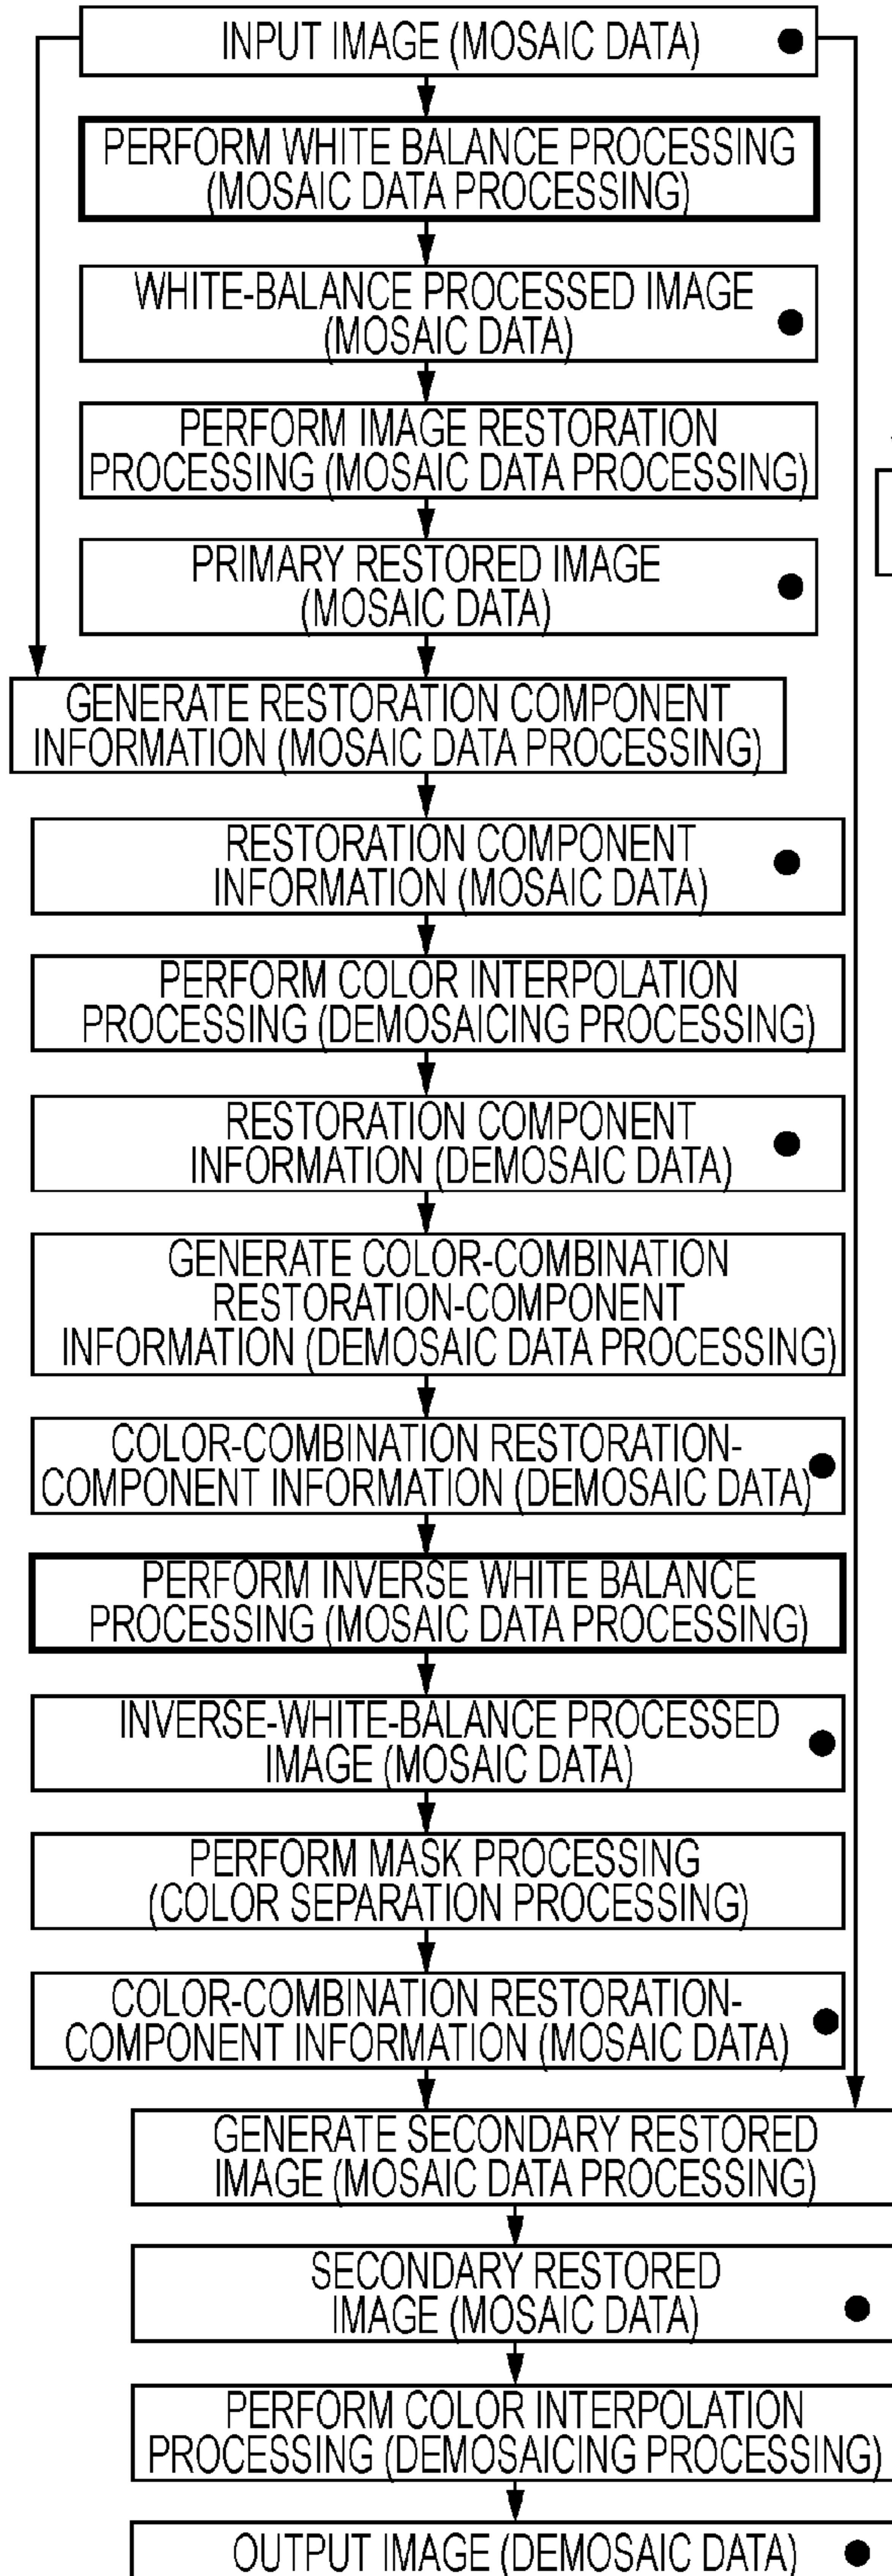 INPUT IMAGE (MOSAIC DATA)
PERFORM WHITE BALANCE PROCESSING
(MOSAIC DATA PROCESSING)
WHITE-BALANCE PROCESSED IMAGE
(MOSAIC DATA)
PERFORM IMAGE RESTORATION
PROCESSING (MOSAIC DATA PROCESSING)
PRIMARY RESTORED IMAGE
(MOSAIC DATA)
GENERATE RESTORATION COMPONENT
INFORMATION (MOSAIC DATA PROCESSING)
RESTORATION COMPONENT
INFORMATION (MOSAIC DATA)
PERFORM COLOR INTERPOLATION
PROCESSING (DEMOSAICING PROCESSING)
RESTORATION COMPONENT
INFORMATION (DEMOSAIC DATA)
GENERATE COLOR-COMBINATION
RESTORATION-COMPONENT
INFORMATION (DEMOSAIC DATA PROCESSING)
COLOR-COMBINATION RESTORATION-
COMPONENT INFORMATION (DEMOSAIC DATA)
PERFORM INVERSE WHITE BALANCE
PROCESSING (MOSAIC DATA PROCESSING)
INVERSE-WHITE-BALANCE PROCESSED
IMAGE (MOSAIC DATA)
PERFORM MASK PROCESSING
(COLOR SEPARATION PROCESSING)
COLOR-COMBINATION RESTORATION-
COMPONENT INFORMATION (MOSAIC DATA)
GENERATE SECONDARY RESTORED
IMAGE (MOSAIC DATA PROCESSING)
SECONDARY RESTORED
IMAGE (MOSAIC DATA)
PERFORM COLOR INTERPOLATION
PROCESSING (DEMOSAICING PROCESSING)
OUTPUT IMAGE (DEMOSAIC DATA)